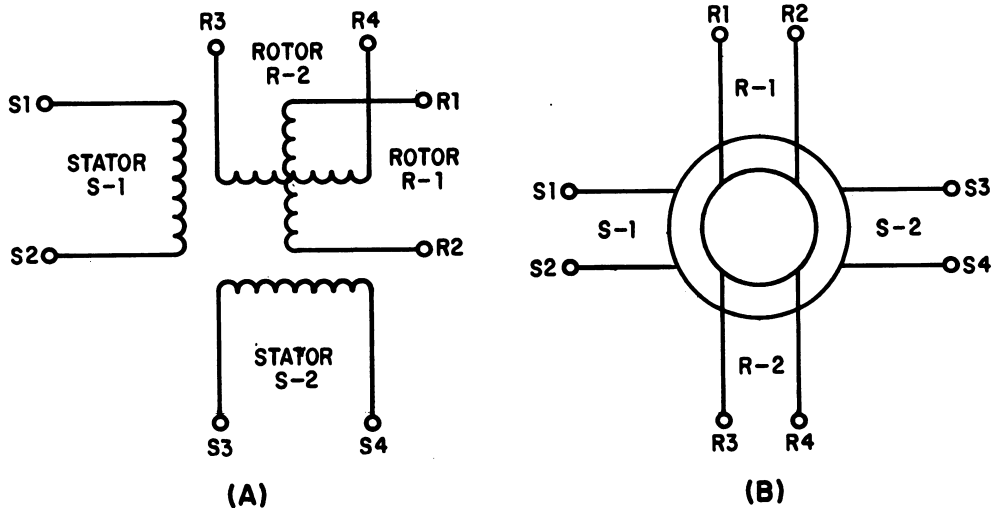 R3
R4
ROTOR
R-2
S1
R1
STATOR
S-1
ROTOR
R-1
S2
R2
STATOR
S-2
S3
S4
(A)
R1
R2
R-1
S1
S3
S-1
S-2
S2
S4
R-2
R3
R4
(B)